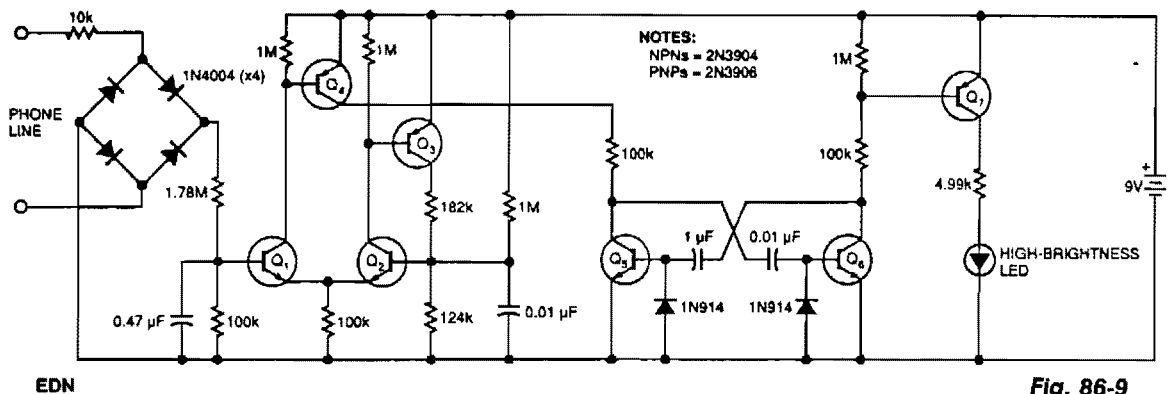 10k
1N4004 (x4)
PHONE
LINE
1.78M
0.47 µF
100k
1M
Q4
1M
Q3
182k
1M
Q1
Q2
100k
124k
0.01 µF
NOTES:
NPNs = 2N3904
PNPs = 2N3906
100k
1 µF
0.01 µF
Q5
Q6
1N914
1N914
1M
100k
Q7
4.99k
HIGH-BRIGHTNESS
LED
+
9V
EDN
Fig. 86-9